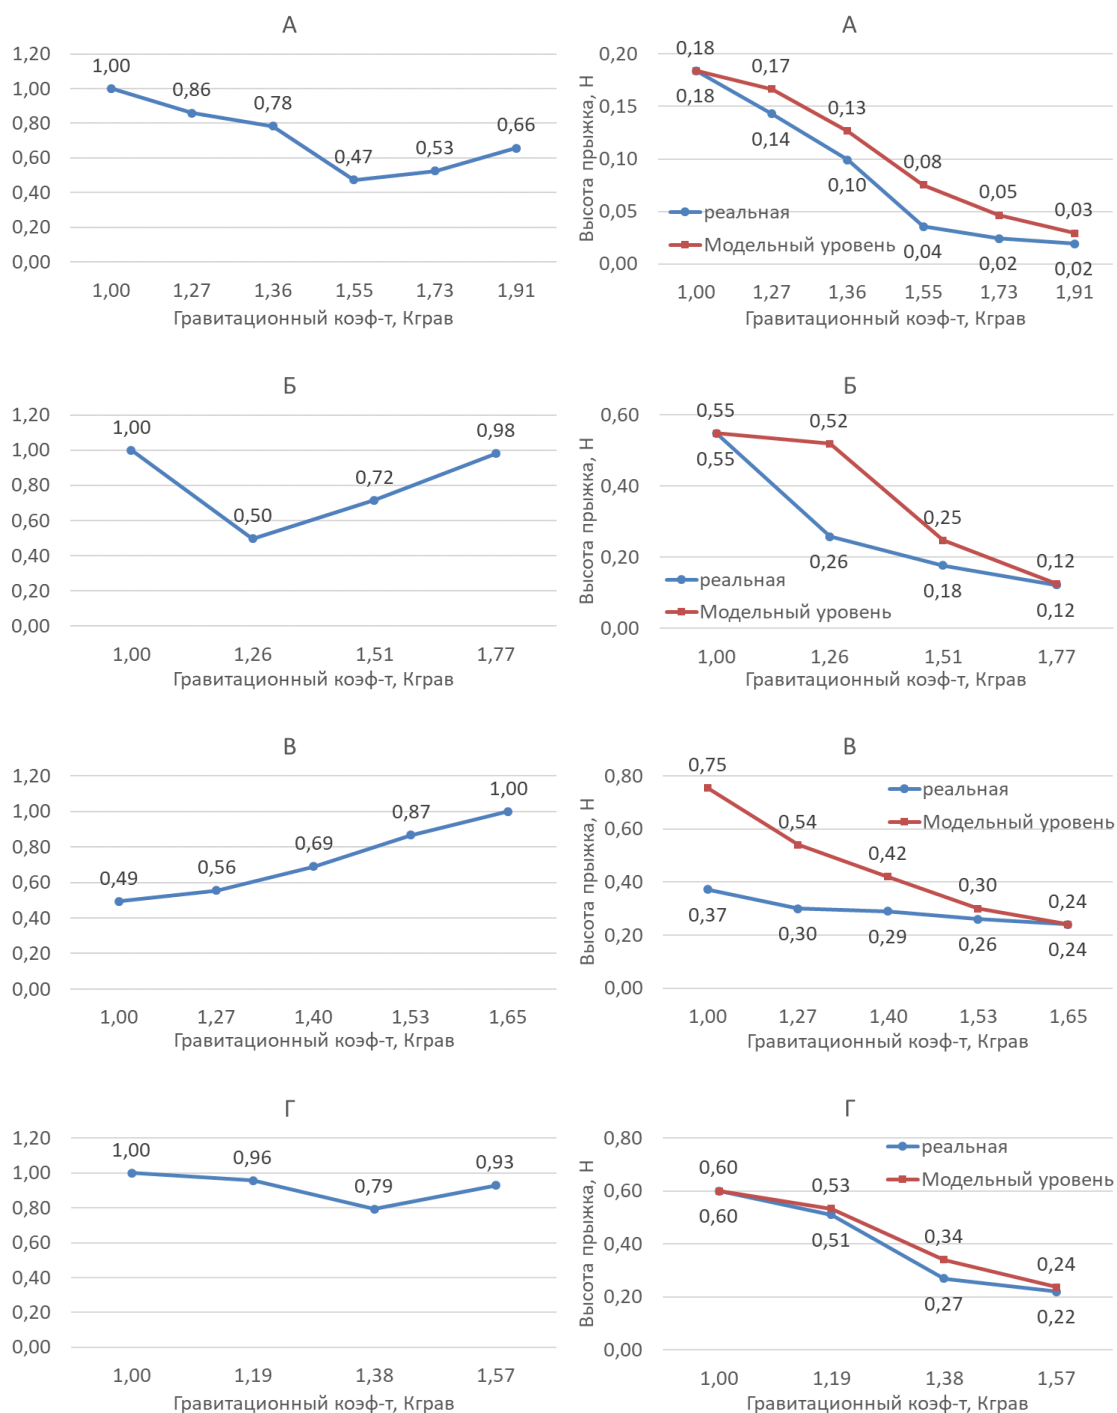 А
1,20
1,00
0,80
0,60
0,40
0,20
0,00
1,00
0,86
0,78
0,47
0,53
0,66
1,00 1,27 1,36 1,55 1,73 1,91
Гравитационный коэф-т, Кграв
А
Высота прыжка, Н
0,20
0,15
0,10
0,05
0,00
0,18
0,17
0,13
0,08
0,05
0,03
0,18
0,14
0,10
0,04
0,02
0,02
реальная
Модельный уровень
1,00 1,27 1,36 1,55 1,73 1,91
Гравитационный коэф-т, Кграв
Б
1,20
1,00
0,80
0,60
0,40
0,20
0,00
1,00
0,50
0,72
0,98
1,00 1,26 1,51 1,77
Гравитационный коэф-т, Кграв
Б
Высота прыжка, Н
0,60
0,40
0,20
0,00
0,55
0,52
0,25
0,12
0,55
0,26
0,18
0,12
реальная
Модельный уровень
1,00 1,26 1,51 1,77
Гравитационный коэф-т, Кграв
В
1,20
1,00
0,80
0,60
0,40
0,20
0,00
0,49
0,56
0,69
0,87
1,00
1,00 1,27 1,40 1,53 1,65
Гравитационный коэф-т, Кграв
В
Высота прыжка, Н
0,80
0,60
0,40
0,20
0,00
0,75
0,54
0,42
0,30
0,24
0,37
0,30
0,29
0,26
0,24
реальная
Модельный уровень
1,00 1,27 1,40 1,53 1,65
Гравитационный коэф-т, Кграв
Г
1,20
1,00
0,80
0,60
0,40
0,20
0,00
1,00
0,96
0,79
0,93
1,00 1,19 1,38 1,57
Гравитационный коэф-т, Кграв
Г
Высота прыжка, Н
0,80
0,60
0,40
0,20
0,00
0,60
0,53
0,34
0,24
0,60
0,51
0,27
0,22
реальная
Модельный уровень
1,00 1,19 1,38 1,57
Гравитационный коэф-т, Кграв